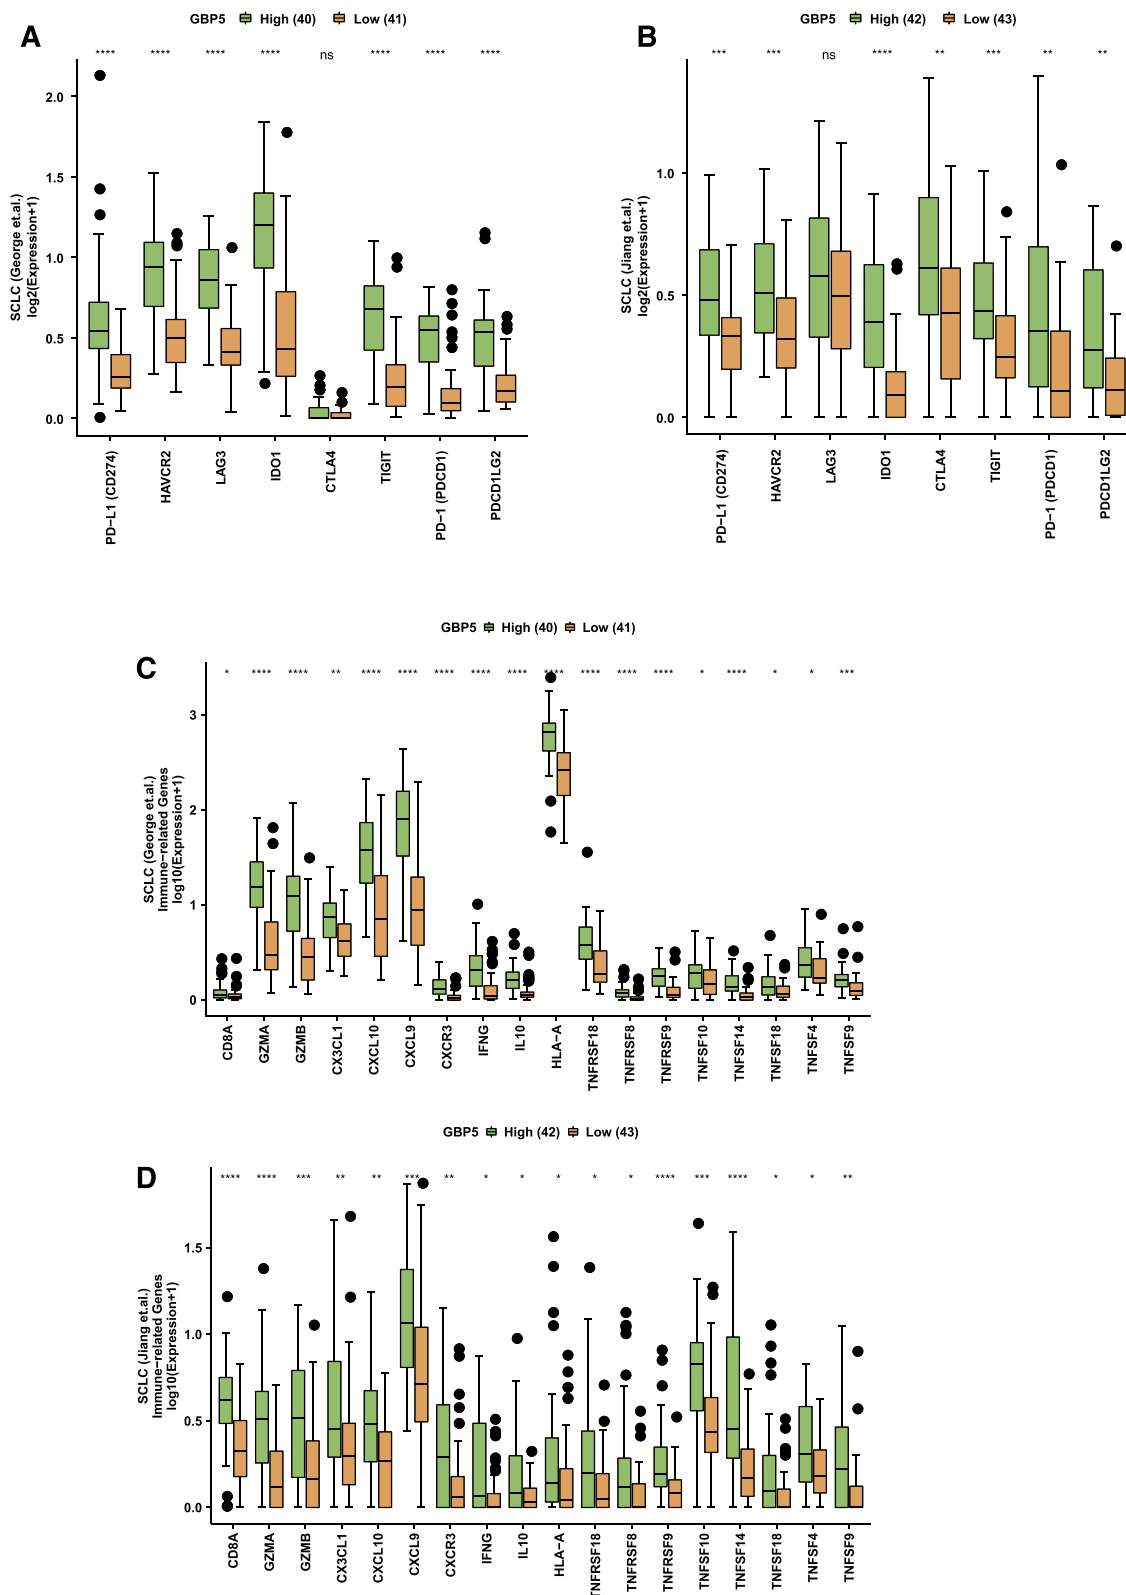 A
GBP5 High (40) Low (41)
**** **** **** **** ns **** **** ****
SCLC (George et.al.)
log2(Expression+1)
2.0
1.5
1.0
0.5
0.0
PD−L1 (CD274)
HAVCR2
LAG3
IDO1
CTLA4
TIGIT
PD−1 (PDCD1)
PDCD1LG2
B
GBP5 High (42) Low (43)
*** *** ns **** ** *** ** **
SCLC (Jiang et.al.)
log2(Expression+1)
1.0
0.5
0.0
PD−L1 (CD274)
HAVCR2
LAG3
IDO1
CTLA4
TIGIT
PD−1 (PDCD1)
PDCD1LG2
C
GBP5 High (40) Low (41)
* **** **** ** **** **** **** **** **** **** **** **** **** * **** * * ***
SCLC (George et.al.)
Immune−related Genes
log10(Expression+1)
3
2
1
0
CD8A
GZMA
GZMB
CX3CL1
CXCL10
CXCL9
CXCR3
IFNG
IL10
HLA−A
TNFRSF18
TNFRSF8
TNFRSF9
TNFSF10
TNFSF14
TNFSF18
TNFSF4
TNFSF9
D
GBP5 High (42) Low (43)
**** **** *** ** ** *** ** * * * * * **** *** **** * * **
SCLC (Jiang et.al.)
Immune−related Genes
log10(Expression+1)
1.5
1.0
0.5
0.0
CD8A
GZMA
GZMB
CX3CL1
CXCL10
CXCL9
CXCR3
IFNG
IL10
HLA−A
TNFRSF18
TNFRSF8
TNFRSF9
TNFSF10
TNFSF14
TNFSF18
TNFSF4
TNFSF9